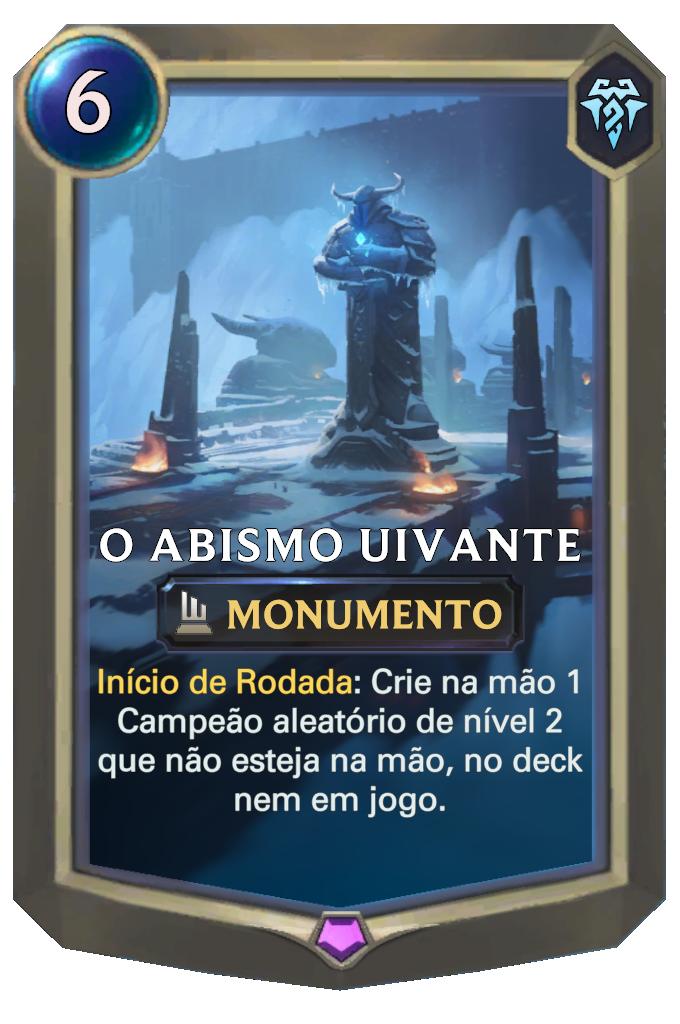 6
O ABISMO UIVANTE
MONUMENTO
Início de Rodada: Crie na mão 1
Campeão aleatório de nível 2
que não esteja na mão, no deck
nem em jogo.